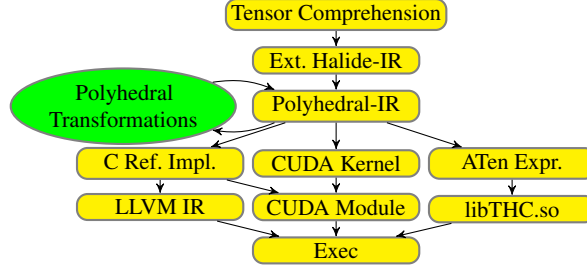 Tensor Comprehension
Ext. Halide-IR
Polyhedral
Transformations
Polyhedral-IR
C Ref. Impl.
CUDA Kernel
ATen Expr.
LLVM IR
CUDA Module
libTHC.so
Exec